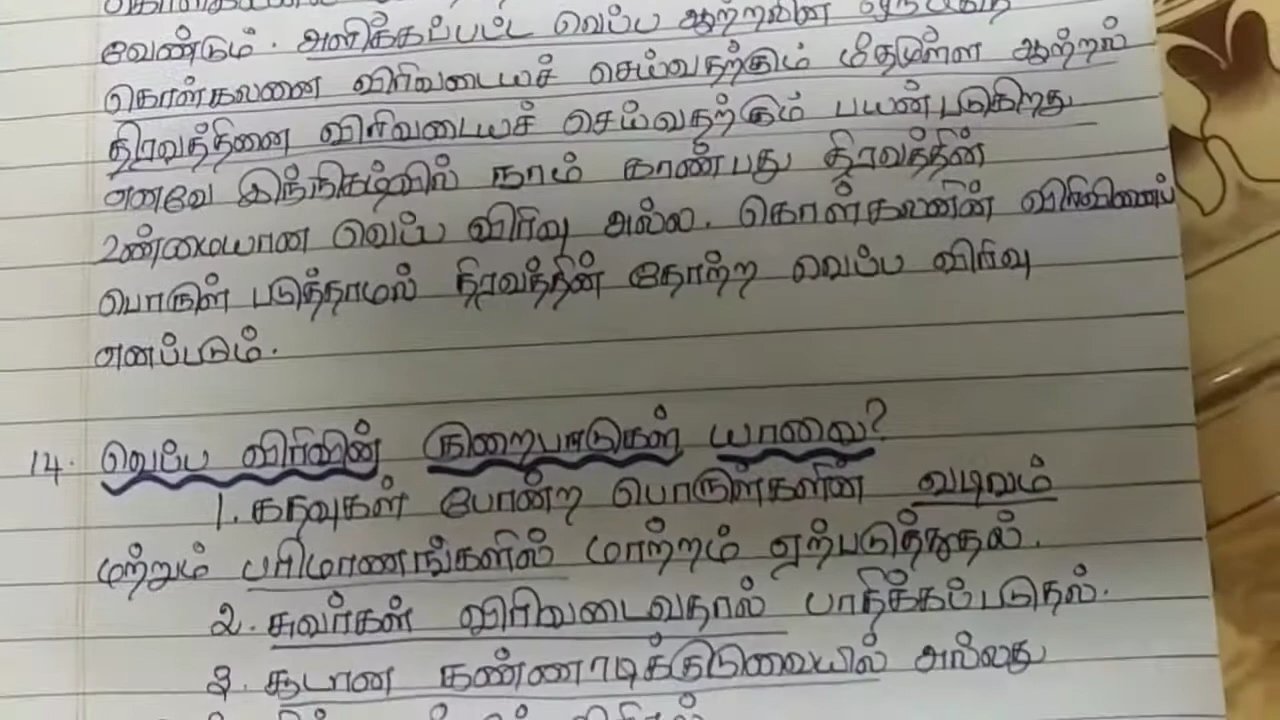 வேண்டும். அளிக்கப்பட்ட வெப்ப ஆற்றலின் ஒருபகுதி
கொள்கலனை விரிவடையச் செய்வதற்கும் மீதமுள்ள ஆற்றல்
திரவத்தினை விரிவடையச் செய்வதற்கும் பயன்படுகிறது
எனவே இந்நிகழ்வில் நாம் காண்பது திரவத்தின்
உண்மையான வெப்ப விரிவு அல்ல. கொள்கலனின் விரிவினைப்
பொருள் படுத்தாமல் திரவத்தின் தோற்ற வெப்ப விரிவு
எனப்படும்.
14. வெப்ப விரிவின் குறைபாடுகள் யாவை?
1. கதவுகள் போன்ற பொருள்களின் வடிவம்
மற்றும் பரிமாணங்களில் மாற்றம் ஏற்படுத்துதல்.
2. சுவர்கள் விரிவடைவதால் பாதிக்கப்படுதல்.
3. சூடான கண்ணாடிக்குடுவையில் அல்லது